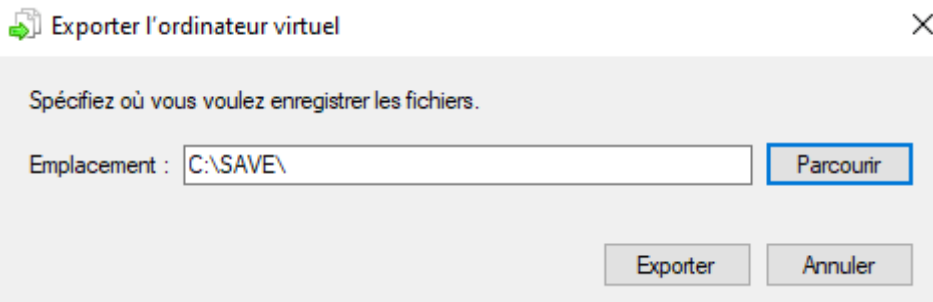 Exporter l'ordinateur virtuel
Spécifiez où vous voulez enregistrer les fichiers.
Emplacement : C:\SAVE\ Parcourir
Exporter Annuler